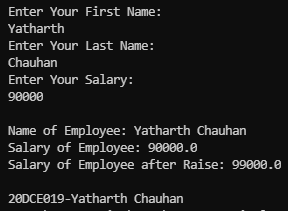 Enter Your First Name:
Yatharth
Enter Your Last Name:
Chauhan
Enter Your Salary:
90000
Name of Employee: Yatharth Chauhan
Salary of Employee: 90000.0
Salary of Employee after Raise: 99000.0
20DCE019-Yatharth Chauhan